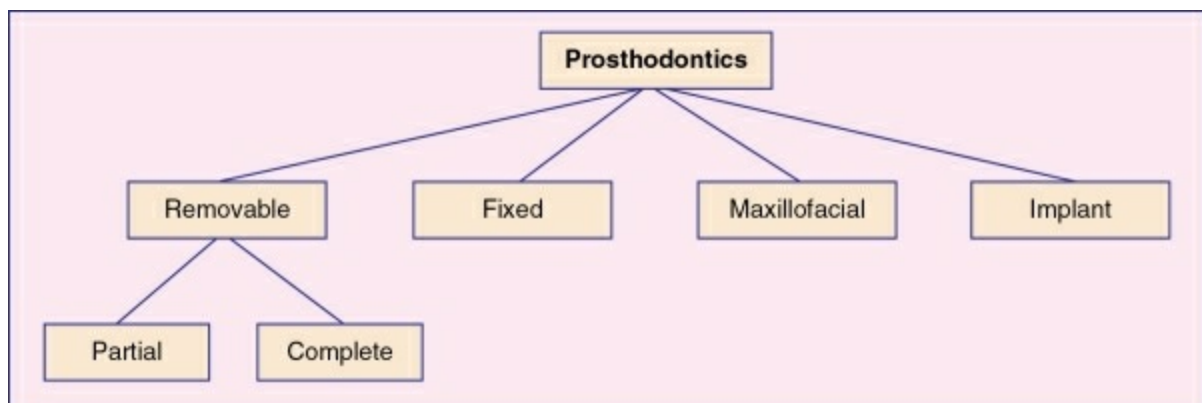 Prosthodontics
Removable
Fixed
Maxillofacial
Implant
Partial
Complete